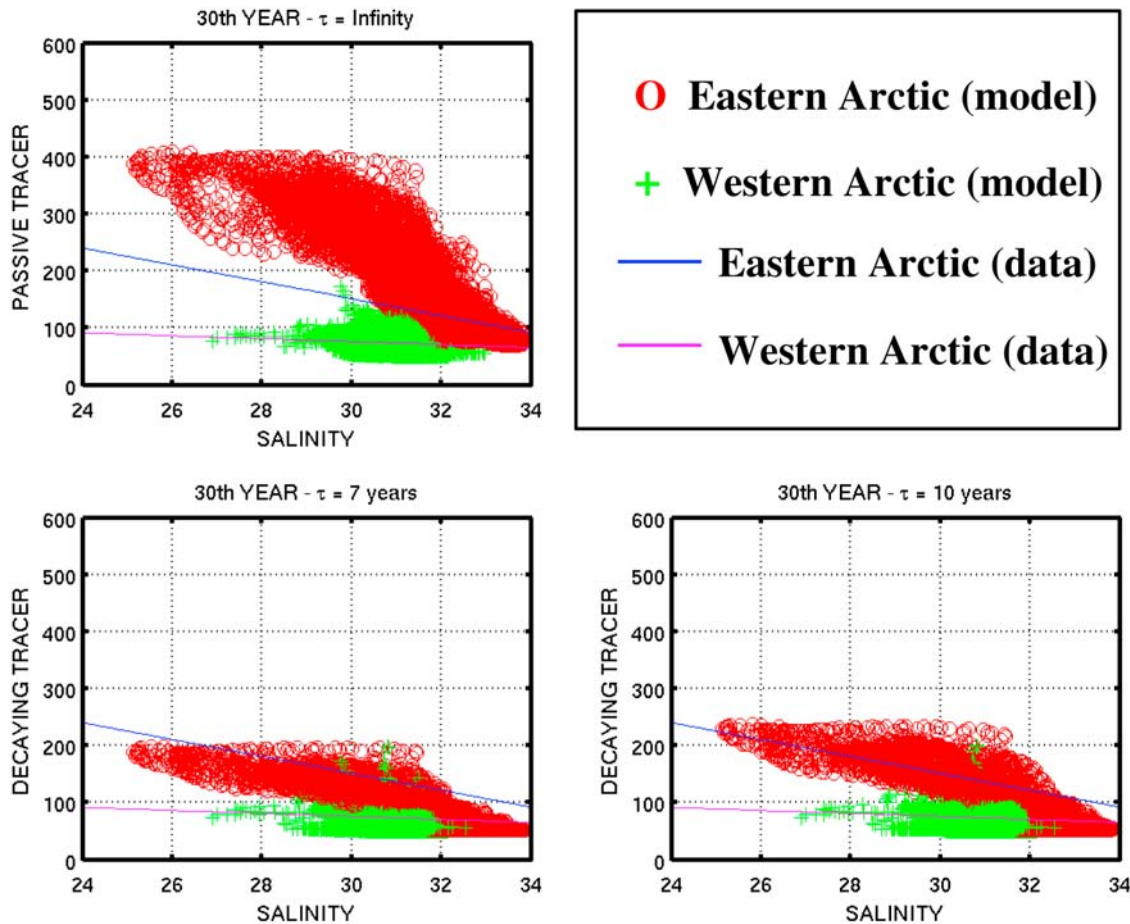 30th YEAR - τ = Infinity
600
500
400
300
200
100
0
PASSIVE TRACER
24 26 28 30 32 34
SALINITY
O Eastern Arctic (model)
+ Western Arctic (model)
Eastern Arctic (data)
Western Arctic (data)
30th YEAR - τ = 7 years
600
500
400
300
200
100
0
DECAYING TRACER
24 26 28 30 32 34
SALINITY
30th YEAR - τ = 10 years
600
500
400
300
200
100
0
DECAYING TRACER
24 26 28 30 32 34
SALINITY